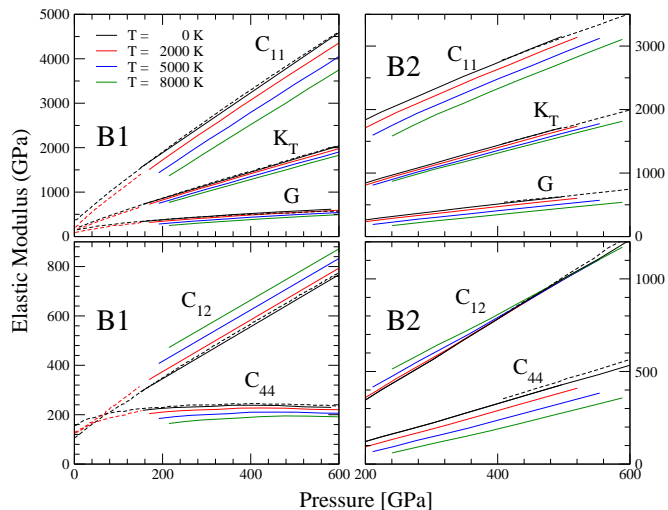 T = 0 K
T = 2000 K
T = 5000 K
T = 8000 K
C11
B1
KT
G
5000
4000
3000
2000
1000
0
C11
B2
KT
G
3000
2000
1000
0
Elastic Modulus (GPa)
B1
C12
C44
800
600
400
200
0
0 200 400 600
B2
C12
C44
1000
500
0
200 400 600
Pressure [GPa]